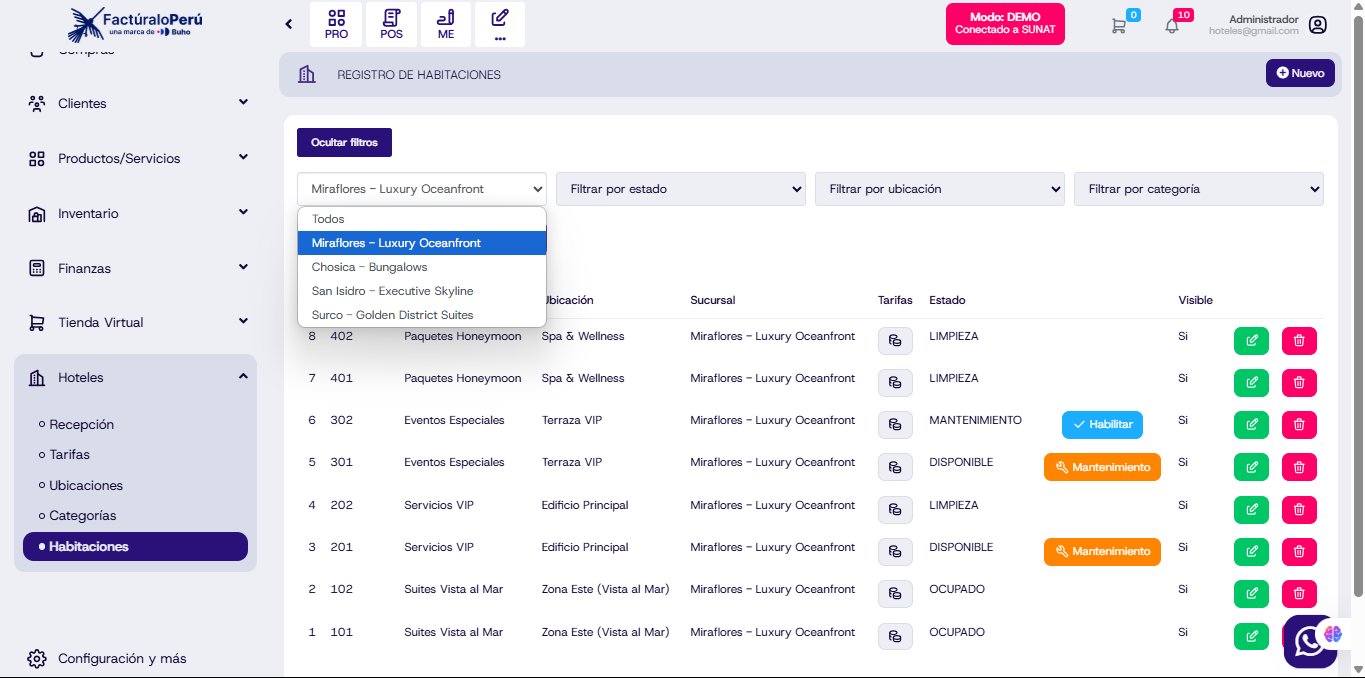 FactúraloPerú
una marca de Buho
PRO
POS
ME
...
Modo: DEMO
Conectado a SUNAT
0
10
Administrador
hoteles@gmail.com
Compras
Clientes
Productos/Servicios
Inventario
Finanzas
Tienda Virtual
Hoteles
Recepción
Tarifas
Ubicaciones
Categorías
Habitaciones
Configuración y más
REGISTRO DE HABITACIONES
Nuevo
Ocultar filtros
Miraflores - Luxury Oceanfront
Filtrar por estado
Filtrar por ubicación
Filtrar por categoría
Todos
Miraflores - Luxury Oceanfront
Chosica - Bungalows
San Isidro - Executive Skyline
Surco - Golden District Suites
Ubicación Sucursal Tarifas Estado Visible
8 402 Paquetes Honeymoon Spa & Wellness Miraflores - Luxury Oceanfront LIMPIEZA Si
7 401 Paquetes Honeymoon Spa & Wellness Miraflores - Luxury Oceanfront LIMPIEZA Si
6 302 Eventos Especiales Terraza VIP Miraflores - Luxury Oceanfront MANTENIMIENTO Habilitar Si
5 301 Eventos Especiales Terraza VIP Miraflores - Luxury Oceanfront DISPONIBLE Mantenimiento Si
4 202 Servicios VIP Edificio Principal Miraflores - Luxury Oceanfront LIMPIEZA Si
3 201 Servicios VIP Edificio Principal Miraflores - Luxury Oceanfront DISPONIBLE Mantenimiento Si
2 102 Suites Vista al Mar Zona Este (Vista al Mar) Miraflores - Luxury Oceanfront OCUPADO Si
1 101 Suites Vista al Mar Zona Este (Vista al Mar) Miraflores - Luxury Oceanfront OCUPADO Si